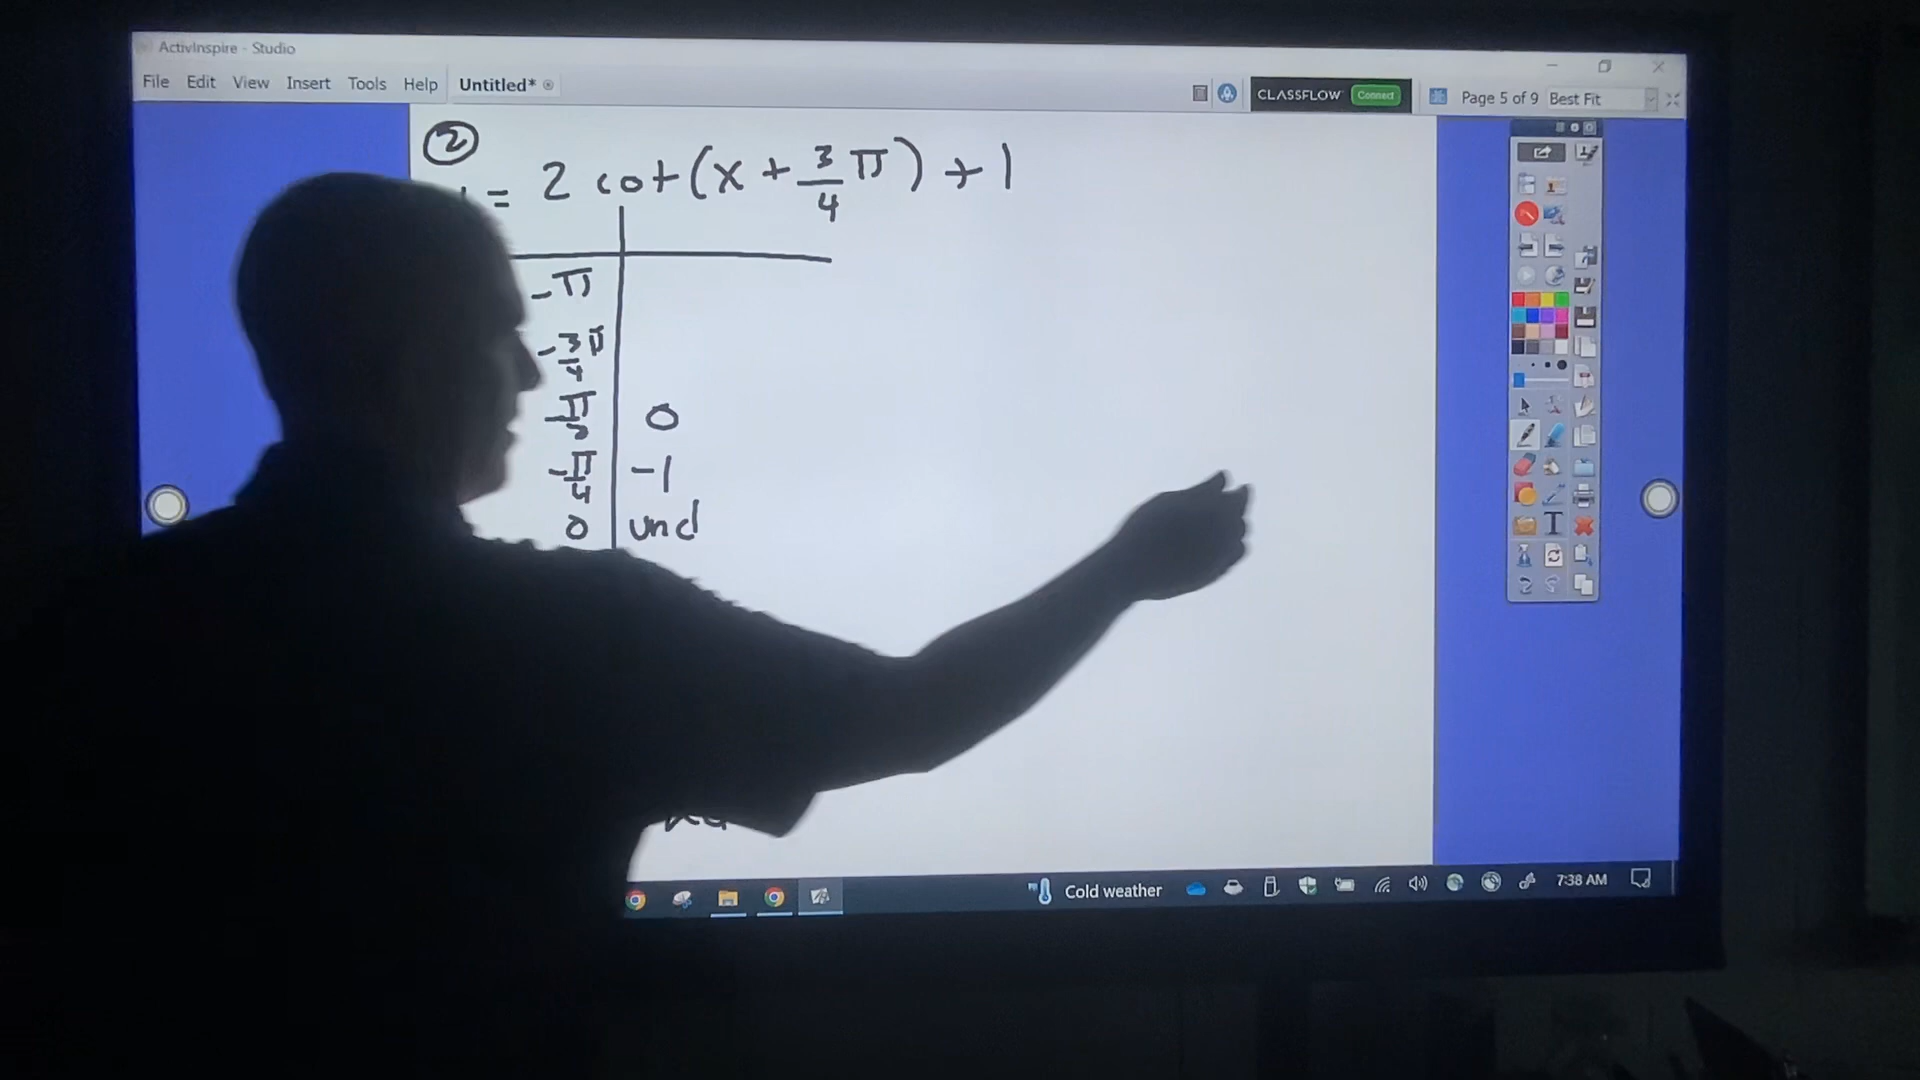 ActivInspire - Studio
File Edit View Insert Tools Help Untitled*
CLASSFLOW Connect Page 5 of 9 Best Fit
②
= 2 cot(x + 3/4 π) + 1
-π
-3/4 π
-π/2 0
-π/4 -1
0 und
Cold weather 7:38 AM